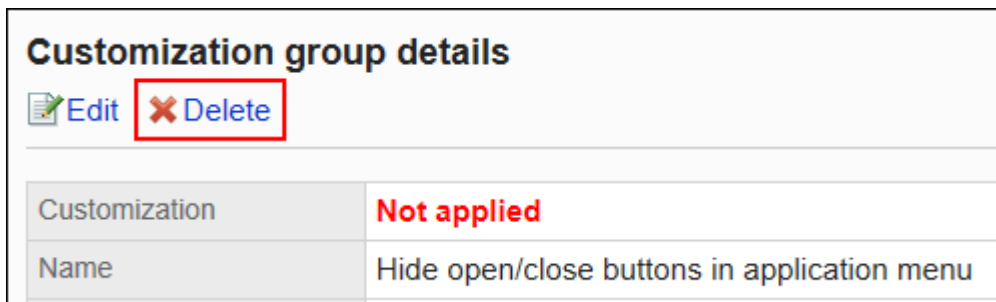 Customization group details
Edit Delete
Customization Not applied
Name Hide open/close buttons in application menu